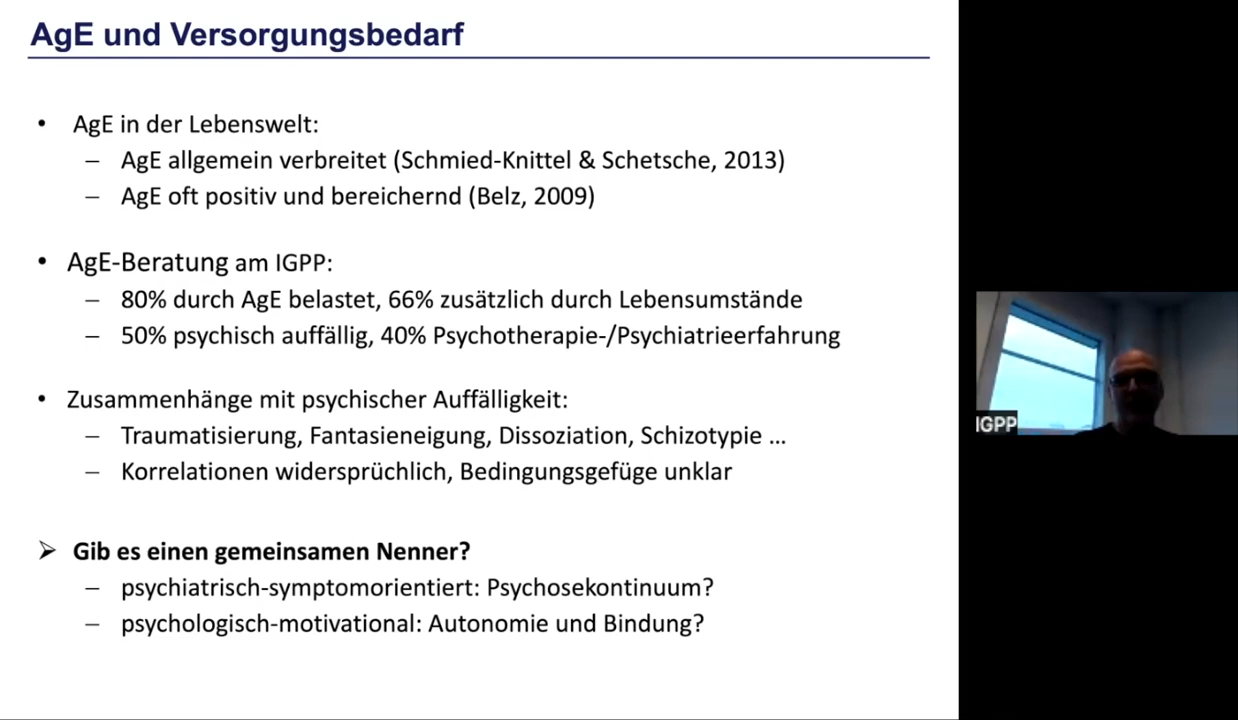 AgE und Versorgungsbedarf
• AgE in der Lebenswelt:
– AgE allgemein verbreitet (Schmied-Knittel & Schetsche, 2013)
– AgE oft positiv und bereichernd (Belz, 2009)
• AgE-Beratung am IGPP:
– 80% durch AgE belastet, 66% zusätzlich durch Lebensumstände
– 50% psychisch auffällig, 40% Psychotherapie-/Psychiatrieerfahrung
• Zusammenhänge mit psychischer Auffälligkeit:
– Traumatisierung, Fantasieneigung, Dissoziation, Schizotypie ...
– Korrelationen widersprüchlich, Bedingungsgefüge unklar
➢ Gib es einen gemeinsamen Nenner?
– psychiatrisch-symptomorientiert: Psychosekontinuum?
– psychologisch-motivational: Autonomie und Bindung?
IGPP